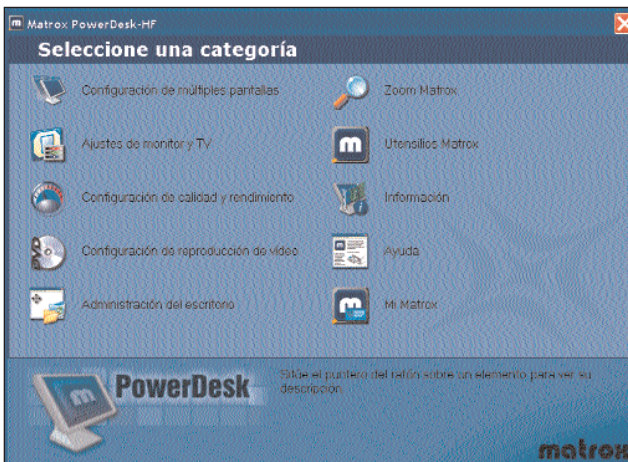 Matrox PowerDesk-HF
Seleccione una categoría
Configuración de múltiples pantallas
Ajustes de monitor y TV
Configuración de calidad y rendimiento
Configuración de reproducción de vídeo
Administración del escritorio
Zoom Matrox
Utensilios Matrox
Información
Ayuda
Mi Matrox
PowerDesk
Sitúe el puntero del ratón sobre un elemento para ver su
descripción.
matrox